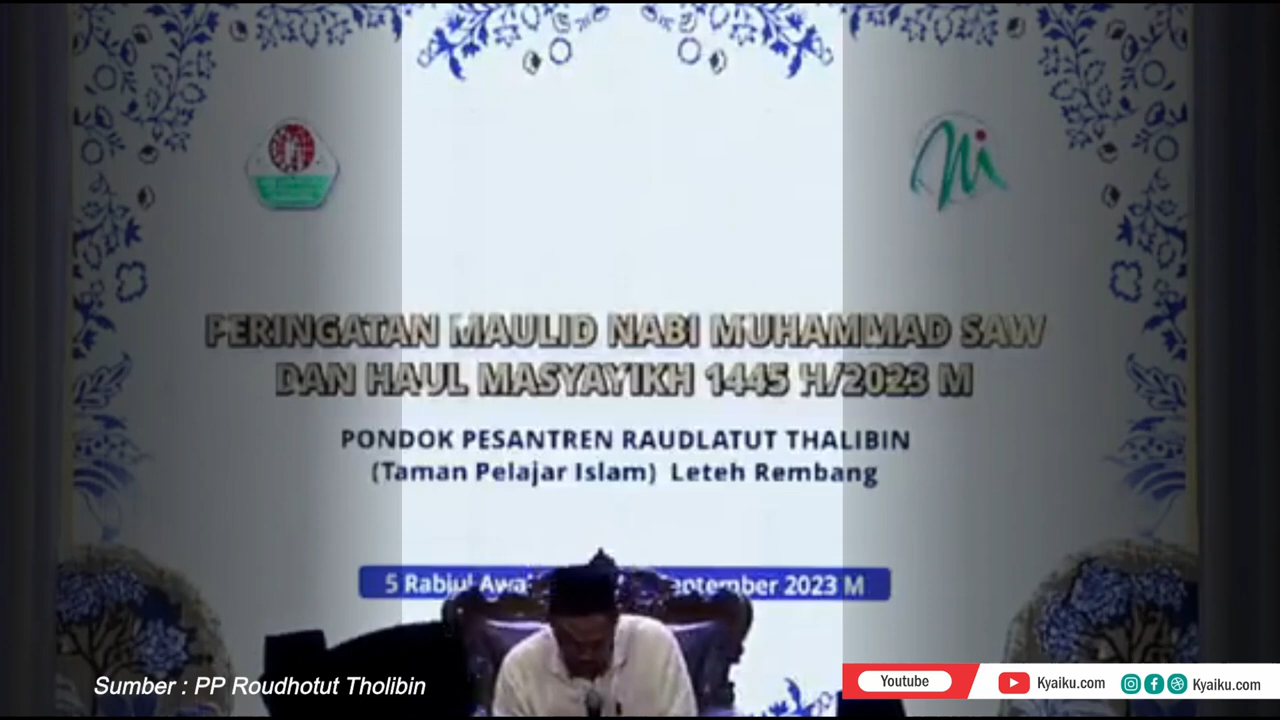 PERINGATAN MAULID NABI MUHAMMAD SAW
DAN HAUL MASYAYIKH 1445 H/2023 M
PONDOK PESANTREN RAUDLATUT THALIBIN
(Taman Pelajar Islam) Leteh Rembang
5 Rabiul September 2023 M
Sumber : PP Roudhotut Tholibin
Youtube
Kyaiku.com
Kyaiku.com